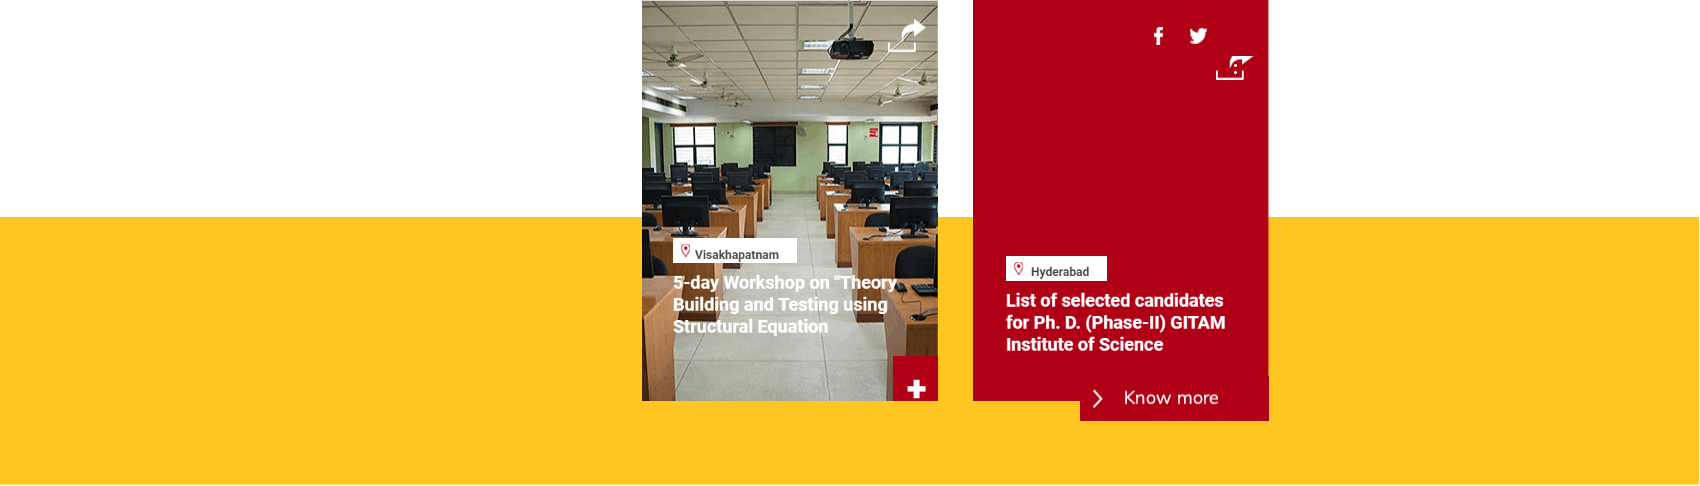 Visakhapatnam
5-day Workshop on "Theory
Building and Testing using
Structural Equation
Hyderabad
List of selected candidates
for Ph. D. (Phase-II) GITAM
Institute of Science
Know more